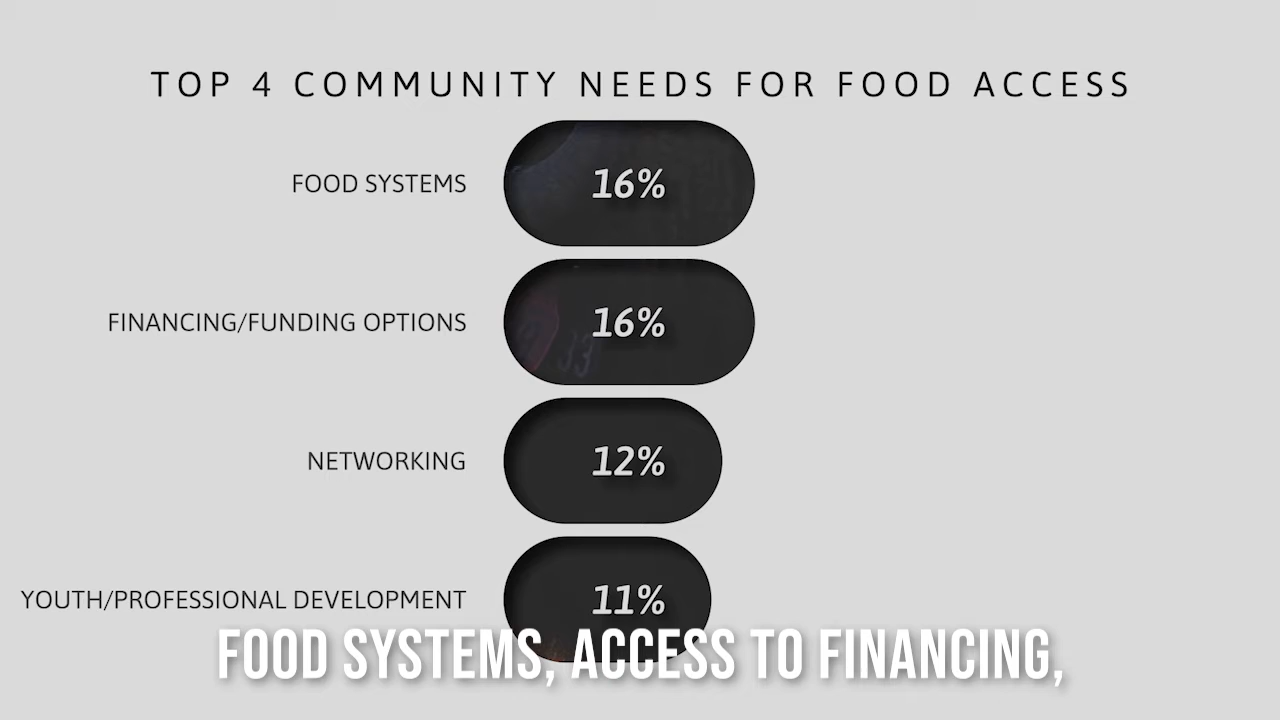 TOP 4 COMMUNITY NEEDS FOR FOOD ACCESS
FOOD SYSTEMS 16%
FINANCING/FUNDING OPTIONS 16%
NETWORKING 12%
YOUTH/PROFESSIONAL DEVELOPMENT 11%
FOOD SYSTEMS, ACCESS TO FINANCING,